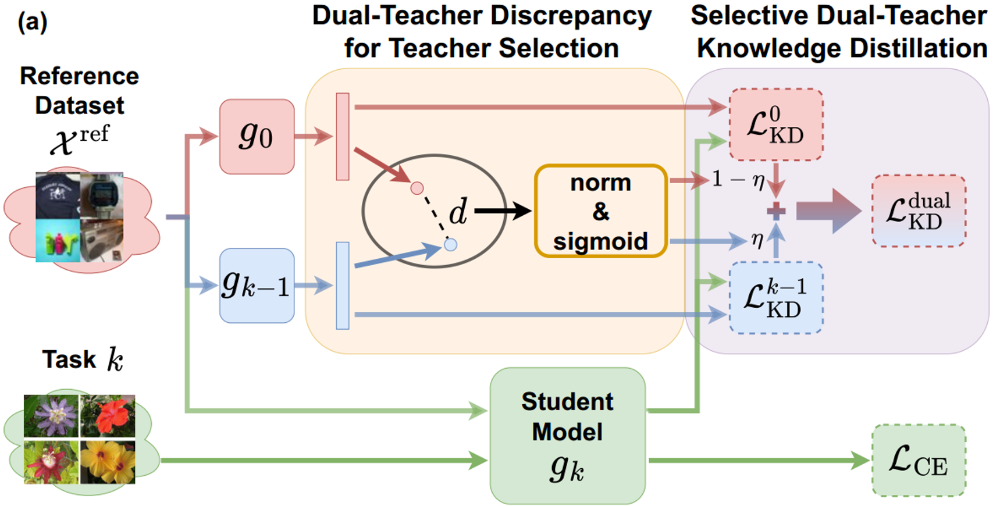 (a)
Dual-Teacher Discrepancy
for Teacher Selection
Selective Dual-Teacher
Knowledge Distillation
Reference
Dataset
𝒳^ref
g_0
g_{k−1}
d
norm
&
sigmoid
ℒ^0_KD
1 − η
η
ℒ^{k−1}_KD
ℒ^dual_KD
Task k
Student
Model
g_k
ℒ_CE